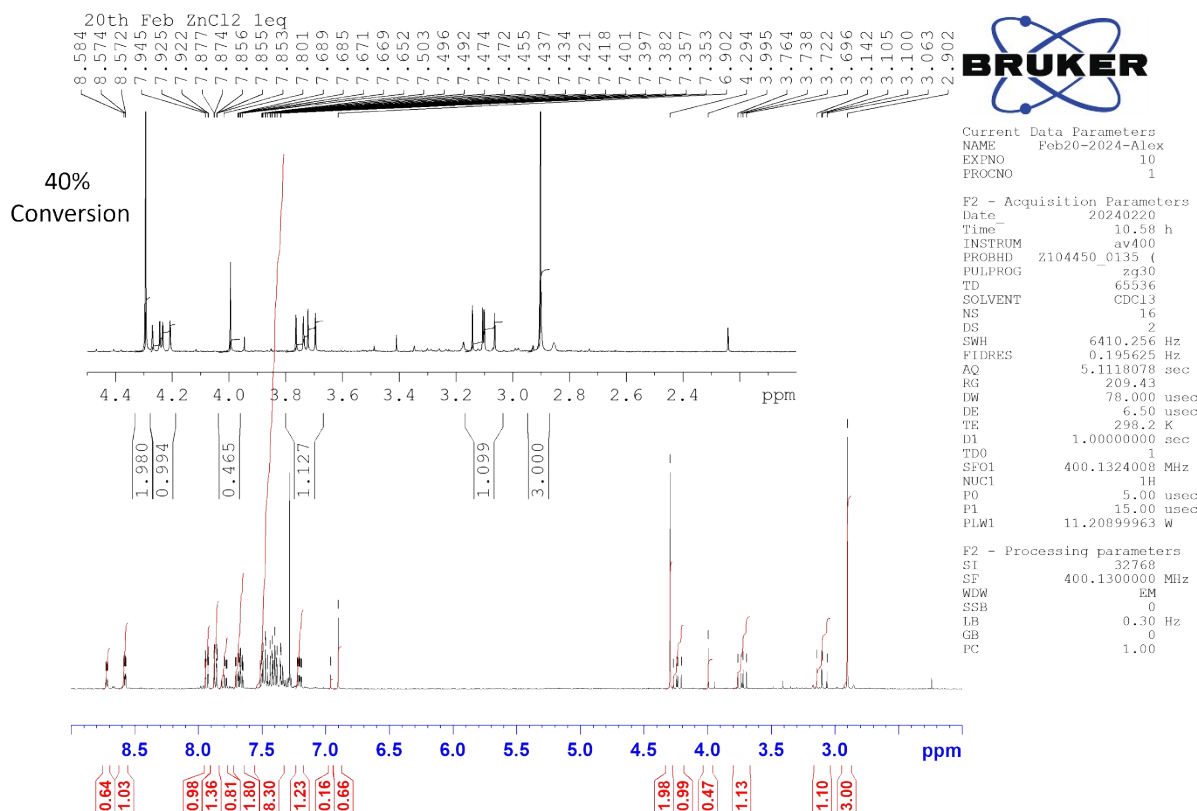 20th Feb ZnCl2 1eq
8.584
8.574
8.572
7.945
7.925
7.922
7.877
7.874
7.856
7.855
7.853
7.801
7.689
7.685
7.671
7.669
7.652
7.503
7.496
7.492
7.474
7.472
7.455
7.437
7.434
7.421
7.418
7.401
7.397
7.382
7.357
7.353
6.902
4.294
3.995
3.764
3.738
3.722
3.696
3.142
3.105
3.100
3.063
2.902
BRUKER
40%
Conversion
4.4 4.2 4.0 3.8 3.6 3.4 3.2 3.0 2.8 2.6 2.4 ppm
1.980
0.994
0.465
1.127
1.099
3.000
Current Data Parameters
NAME Feb20-2024-Alex
EXPNO 10
PROCNO 1
F2 - Acquisition Parameters
Date_ 20240220
Time 10.58 h
INSTRUM av400
PROBHD Z104450_0135 (
PULPROG zg30
TD 65536
SOLVENT CDCl3
NS 16
DS 2
SWH 6410.256 Hz
FIDRES 0.195625 Hz
AQ 5.1118078 sec
RG 209.43
DW 78.000 usec
DE 6.50 usec
TE 298.2 K
D1 1.00000000 sec
TD0 1
SFO1 400.1324008 MHz
NUC1 1H
P0 5.00 usec
P1 15.00 usec
PLW1 11.20899963 W
F2 - Processing parameters
SI 32768
SF 400.1300000 MHz
WDW EM
SSB 0
LB 0.30 Hz
GB 0
PC 1.00
8.5 8.0 7.5 7.0 6.5 6.0 5.5 5.0 4.5 4.0 3.5 3.0 ppm
0.64
1.03
0.98
1.36
0.81
1.80
8.30
1.23
0.16
0.66
1.98
0.99
0.47
1.13
1.10
3.00